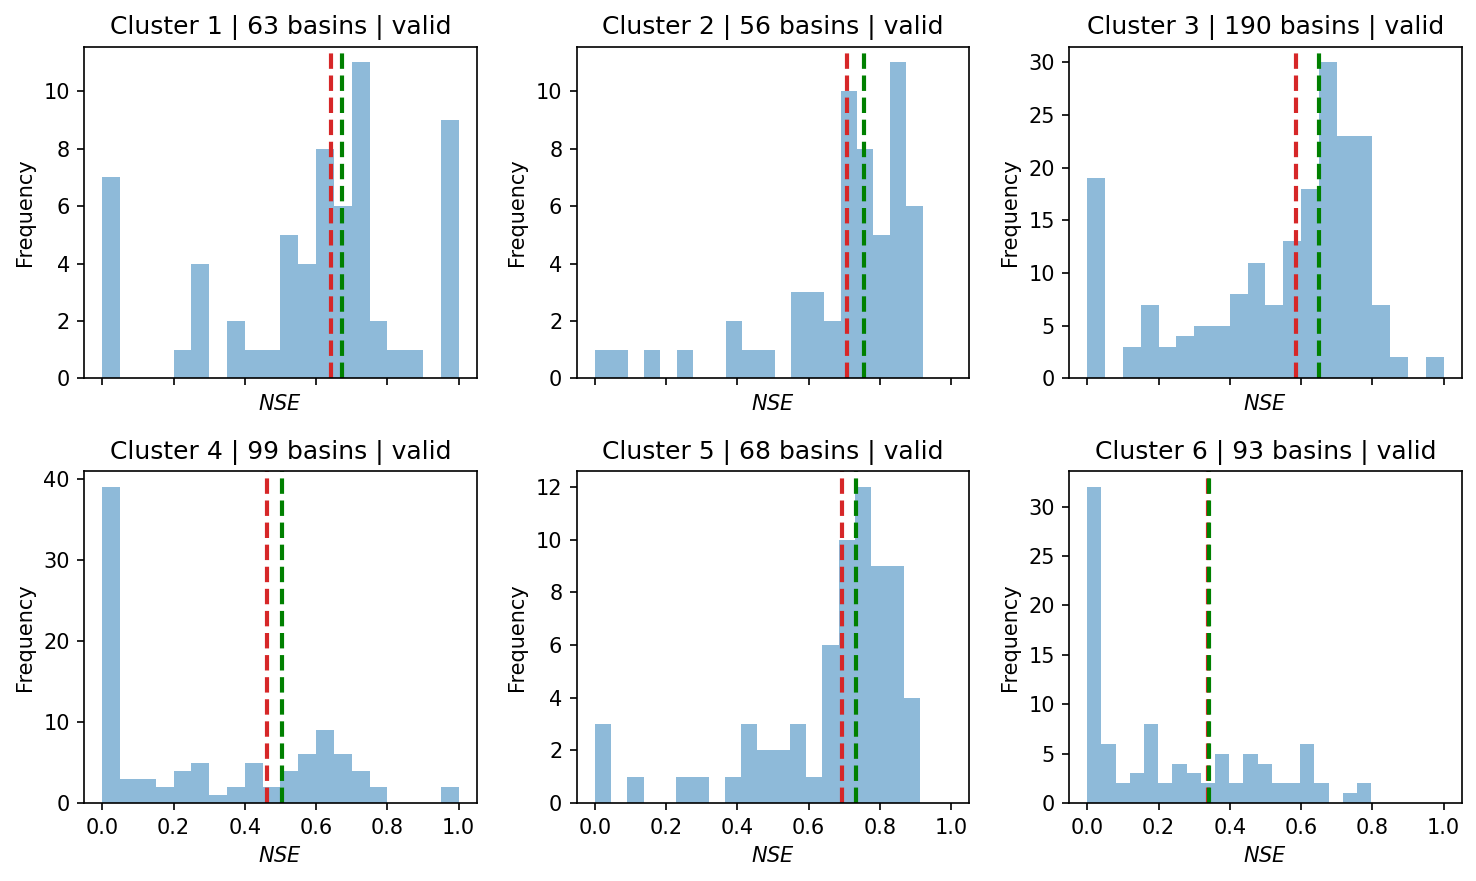 Cluster 1 | 63 basins | valid
Cluster 2 | 56 basins | valid
Cluster 3 | 190 basins | valid
Frequency
10
8
6
4
2
0
NSE
Frequency
10
8
6
4
2
0
NSE
Frequency
30
25
20
15
10
5
0
NSE
Cluster 4 | 99 basins | valid
Cluster 5 | 68 basins | valid
Cluster 6 | 93 basins | valid
Frequency
40
30
20
10
0
0.0 0.2 0.4 0.6 0.8 1.0
NSE
Frequency
12
10
8
6
4
2
0
0.0 0.2 0.4 0.6 0.8 1.0
NSE
Frequency
30
25
20
15
10
5
0
0.0 0.2 0.4 0.6 0.8 1.0
NSE